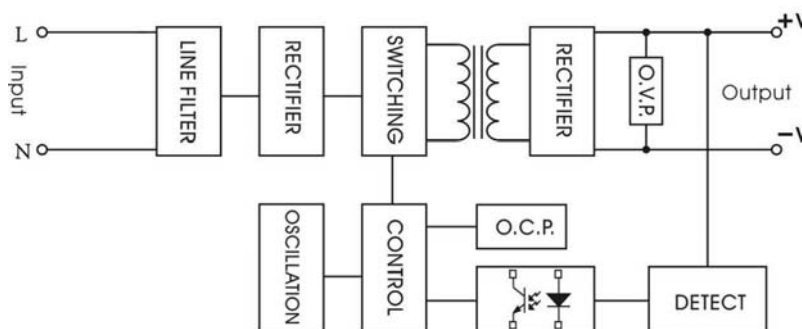 L
Input
N
LINE FILTER
RECTIFIER
SWITCHING
RECTIFIER
O.V.P.
+V
Output
−V
OSCILLATION
CONTROL
O.C.P.
DETECT